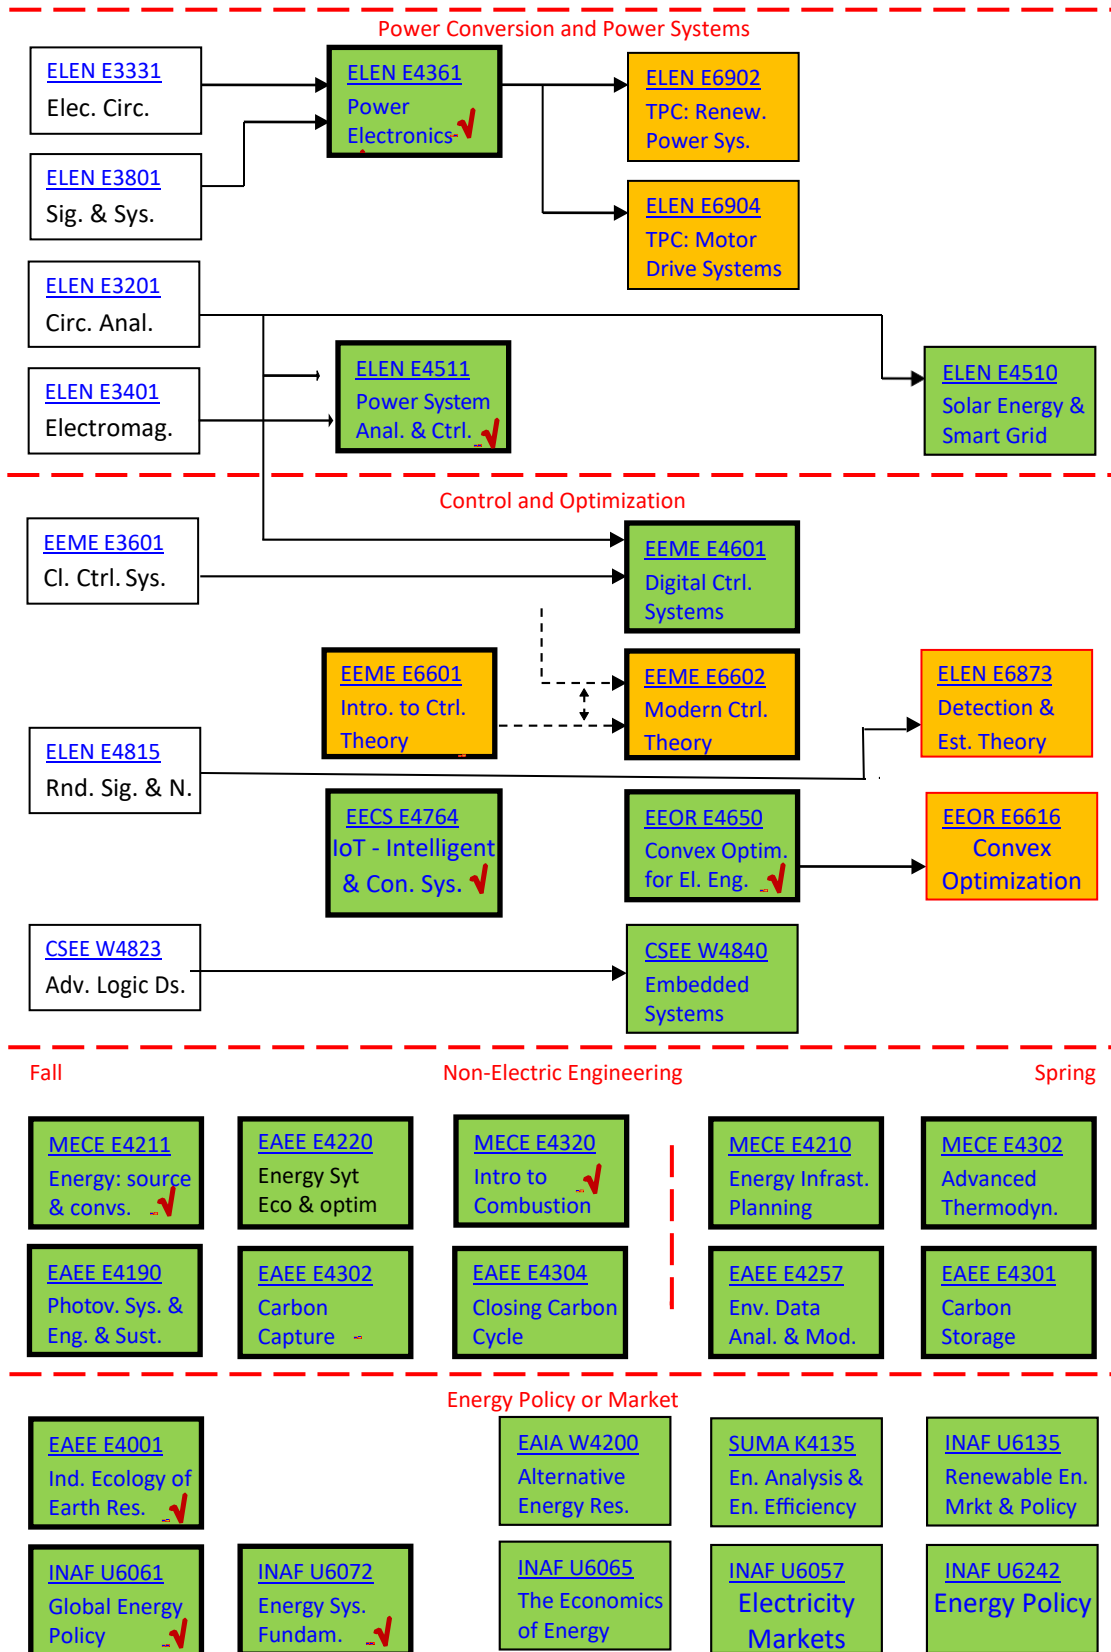 Power Conversion and Power Systems
ELEN E3331
Elec. Circ.
ELEN E4361
Power
Electronics
ELEN E6902
TPC: Renew.
Power Sys.
ELEN E3801
Sig. & Sys.
ELEN E6904
TPC: Motor
Drive Systems
ELEN E3201
Circ. Anal.
ELEN E4511
Power System
Anal. & Ctrl.
ELEN E4510
Solar Energy &
Smart Grid
ELEN E3401
Electromag.
Control and Optimization
EEME E3601
Cl. Ctrl. Sys.
EEME E4601
Digital Ctrl.
Systems
EEME E6601
Intro. to Ctrl.
Theory
EEME E6602
Modern Ctrl.
Theory
ELEN E6873
Detection &
Est. Theory
ELEN E4815
Rnd. Sig. & N.
EECS E4764
IoT - Intelligent
& Con. Sys.
EEOR E4650
Convex Optim.
for El. Eng.
EEOR E6616
Convex
Optimization
CSEE W4823
Adv. Logic Ds.
CSEE W4840
Embedded
Systems
Fall
Non-Electric Engineering
Spring
MECE E4211
Energy: source
& convs.
EAEE E4220
Energy Syt
Eco & optim
MECE E4320
Intro to
Combustion
MECE E4210
Energy Infrast.
Planning
MECE E4302
Advanced
Thermodyn.
EAEE E4190
Photov. Sys. &
Eng. & Sust.
EAEE E4302
Carbon
Capture
EAEE E4304
Closing Carbon
Cycle
EAEE E4257
Env. Data
Anal. & Mod.
EAEE E4301
Carbon
Storage
Energy Policy or Market
EAEE E4001
Ind. Ecology of
Earth Res.
EAIA W4200
Alternative
Energy Res.
SUMA K4135
En. Analysis &
En. Efficiency
INAF U6135
Renewable En.
Mrkt & Policy
INAF U6061
Global Energy
Policy
INAF U6072
Energy Sys.
Fundam.
INAF U6065
The Economics
of Energy
INAF U6057
Electricity
Markets
INAF U6242
Energy Policy